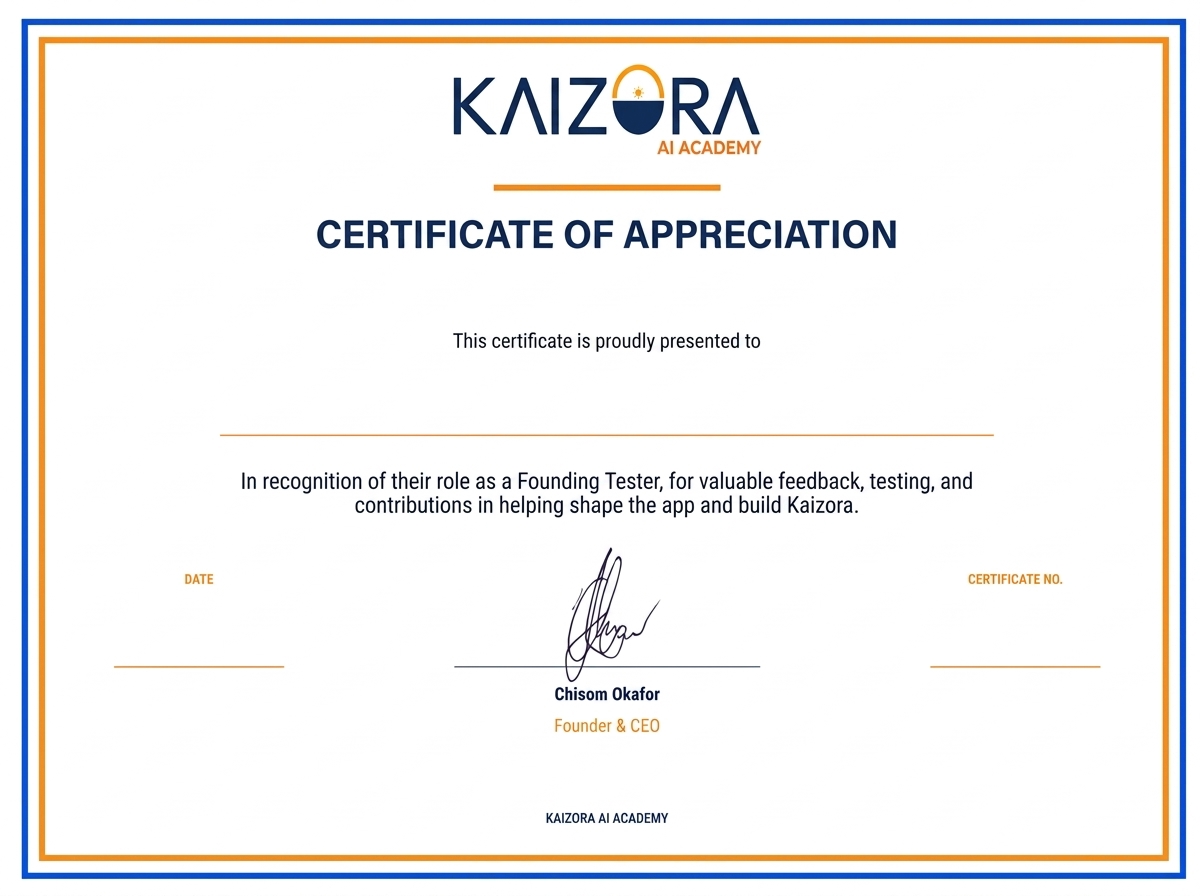 KAIZORA
AI ACADEMY
CERTIFICATE OF APPRECIATION
This certificate is proudly presented to
In recognition of their role as a Founding Tester, for valuable feedback, testing, and
contributions in helping shape the app and build Kaizora.
DATE
CERTIFICATE NO.
Chisom Okafor
Founder & CEO
KAIZORA AI ACADEMY